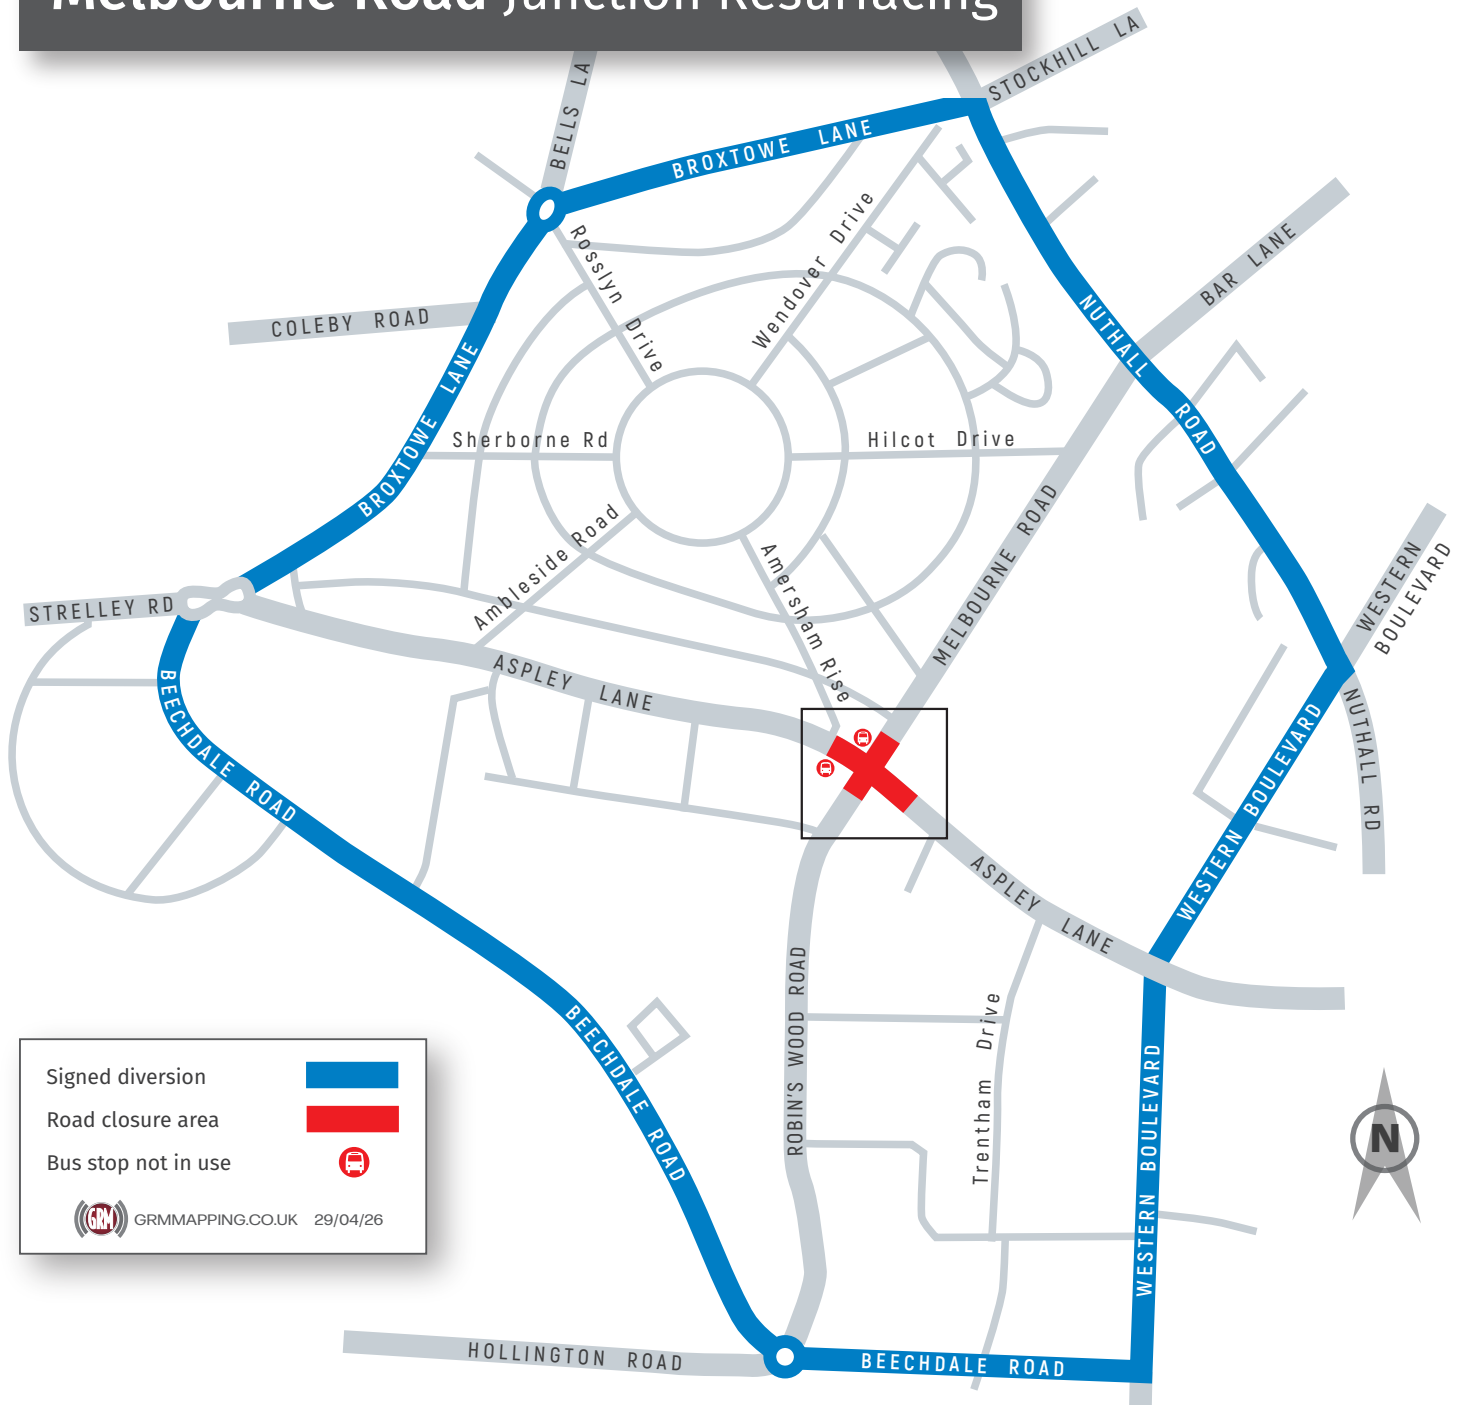 Melbourne Road Junction Resurfacing
STOCKHILL LA
BELLS LA
BROXTOWE LANE
Rosslyn Drive
Wendover Drive
BAR LANE
NUTHALL ROAD
COLEBY ROAD
BROXTOWE LANE
Sherborne Rd
Hilcot Drive
MELBOURNE ROAD
Ambleside Road
Amersham Rise
WESTERN BOULEVARD
STRELLEY RD
ASPLEY LANE
BEECHDALE ROAD
NUTHALL RD
WESTERN BOULEVARD
ASPLEY LANE
ROBIN'S WOOD ROAD
Trentham Drive
BEECHDALE ROAD
WESTERN BOULEVARD
Signed diversion
Road closure area
Bus stop not in use
GRM GRMMAPPING.CO.UK 29/04/26
N
HOLLINGTON ROAD
BEECHDALE ROAD